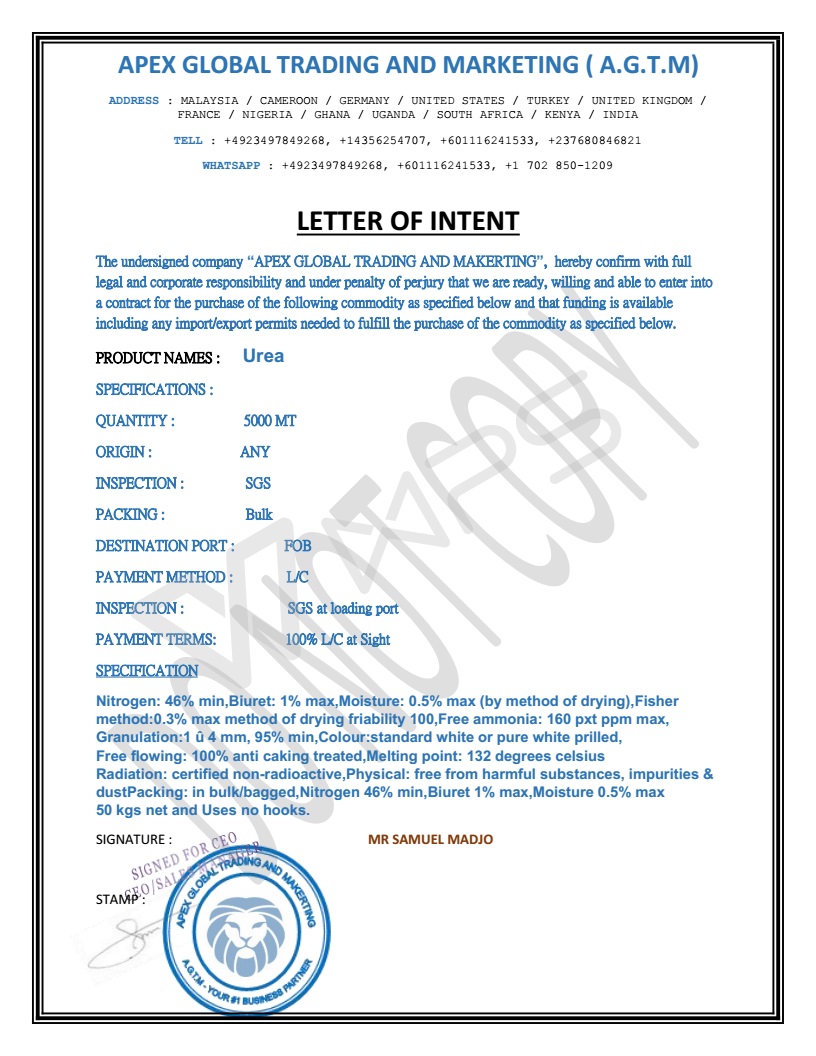 APEX GLOBAL TRADING AND MARKETING ( A.G.T.M)
ADDRESS : MALAYSIA / CAMEROON / GERMANY / UNITED STATES / TURKEY / UNITED KINGDOM /
FRANCE / NIGERIA / GHANA / UGANDA / SOUTH AFRICA / KENYA / INDIA
TELL : +4923497849268, +14356254707, +601116241533, +237680846821
WHATSAPP : +4923497849268, +601116241533, +1 702 850-1209
LETTER OF INTENT
The undersigned company “APEX GLOBAL TRADING AND MAKERTING”, hereby confirm with full
legal and corporate responsibility and under penalty of perjury that we are ready, willing and able to enter into
a contract for the purchase of the following commodity as specified below and that funding is available
including any import/export permits needed to fulfill the purchase of the commodity as specified below.
PRODUCT NAMES : Urea
SPECIFICATIONS :
QUANTITY : 5000 MT
ORIGIN : ANY
INSPECTION : SGS
PACKING : Bulk
DESTINATION PORT : FOB
PAYMENT METHOD : L/C
INSPECTION : SGS at loading port
PAYMENT TERMS: 100% L/C at Sight
SPECIFICATION
Nitrogen: 46% min,Biuret: 1% max,Moisture: 0.5% max (by method of drying),Fisher
method:0.3% max method of drying friability 100,Free ammonia: 160 pxt ppm max,
Granulation:1 û 4 mm, 95% min,Colour:standard white or pure white prilled,
Free flowing: 100% anti caking treated,Melting point: 132 degrees celsius
Radiation: certified non-radioactive,Physical: free from harmful substances, impurities &
dustPacking: in bulk/bagged,Nitrogen 46% min,Biuret 1% max,Moisture 0.5% max
50 kgs net and Uses no hooks.
SIGNATURE : MR SAMUEL MADJO
SIGNED FOR CEO
CEO/SALES MANAGER
STAMP :
APEX GLOBAL TRADING AND MAKERTING
A.G.T.M - YOUR #1 BUSINESS PARTNER
DO NOT COPY